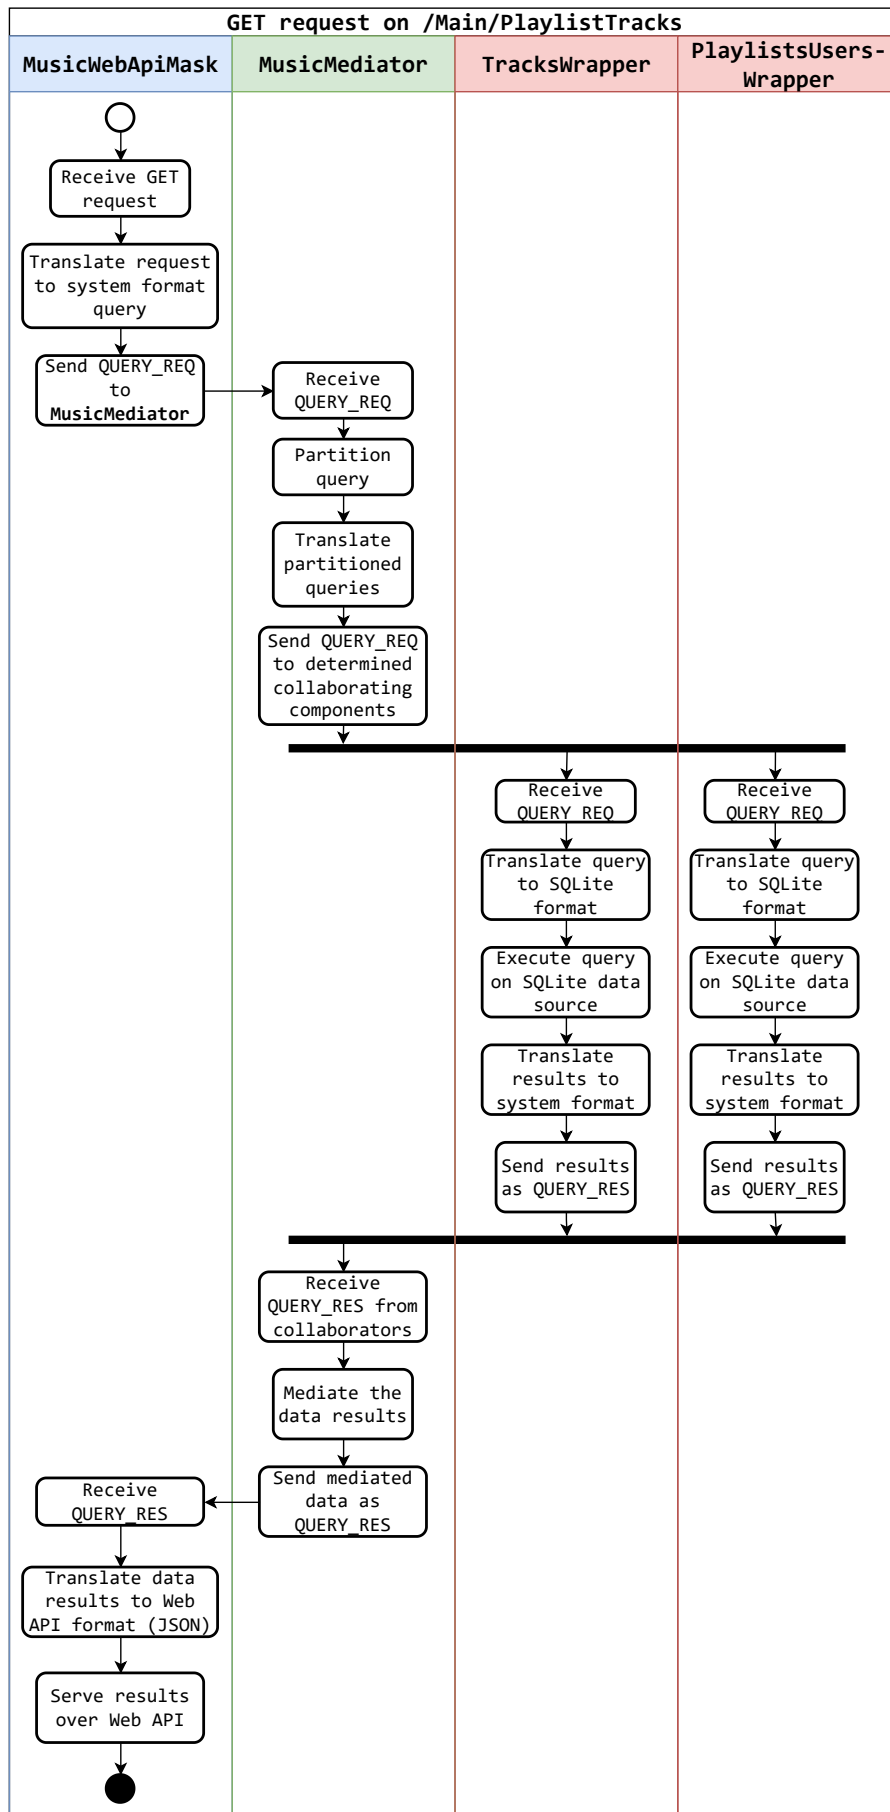 GET request on /Main/PlaylistTracks
MusicWebApiMask
MusicMediator
TracksWrapper
PlaylistsUsers-
Wrapper
Receive GET
request
Translate request
to system format
query
Send QUERY_REQ
to
MusicMediator
Receive
QUERY_REQ
Partition
query
Translate
partitioned
queries
Send QUERY_REQ
to determined
collaborating
components
Receive
QUERY_REQ
Translate query
to SQLite
format
Execute query
on SQLite data
source
Translate
results to
system format
Send results
as QUERY_RES
Receive
QUERY_REQ
Translate query
to SQLite
format
Execute query
on SQLite data
source
Translate
results to
system format
Send results
as QUERY_RES
Receive
QUERY_RES from
collaborators
Mediate the
data results
Send mediated
data as
QUERY_RES
Receive
QUERY_RES
Translate data
results to Web
API format (JSON)
Serve results
over Web API